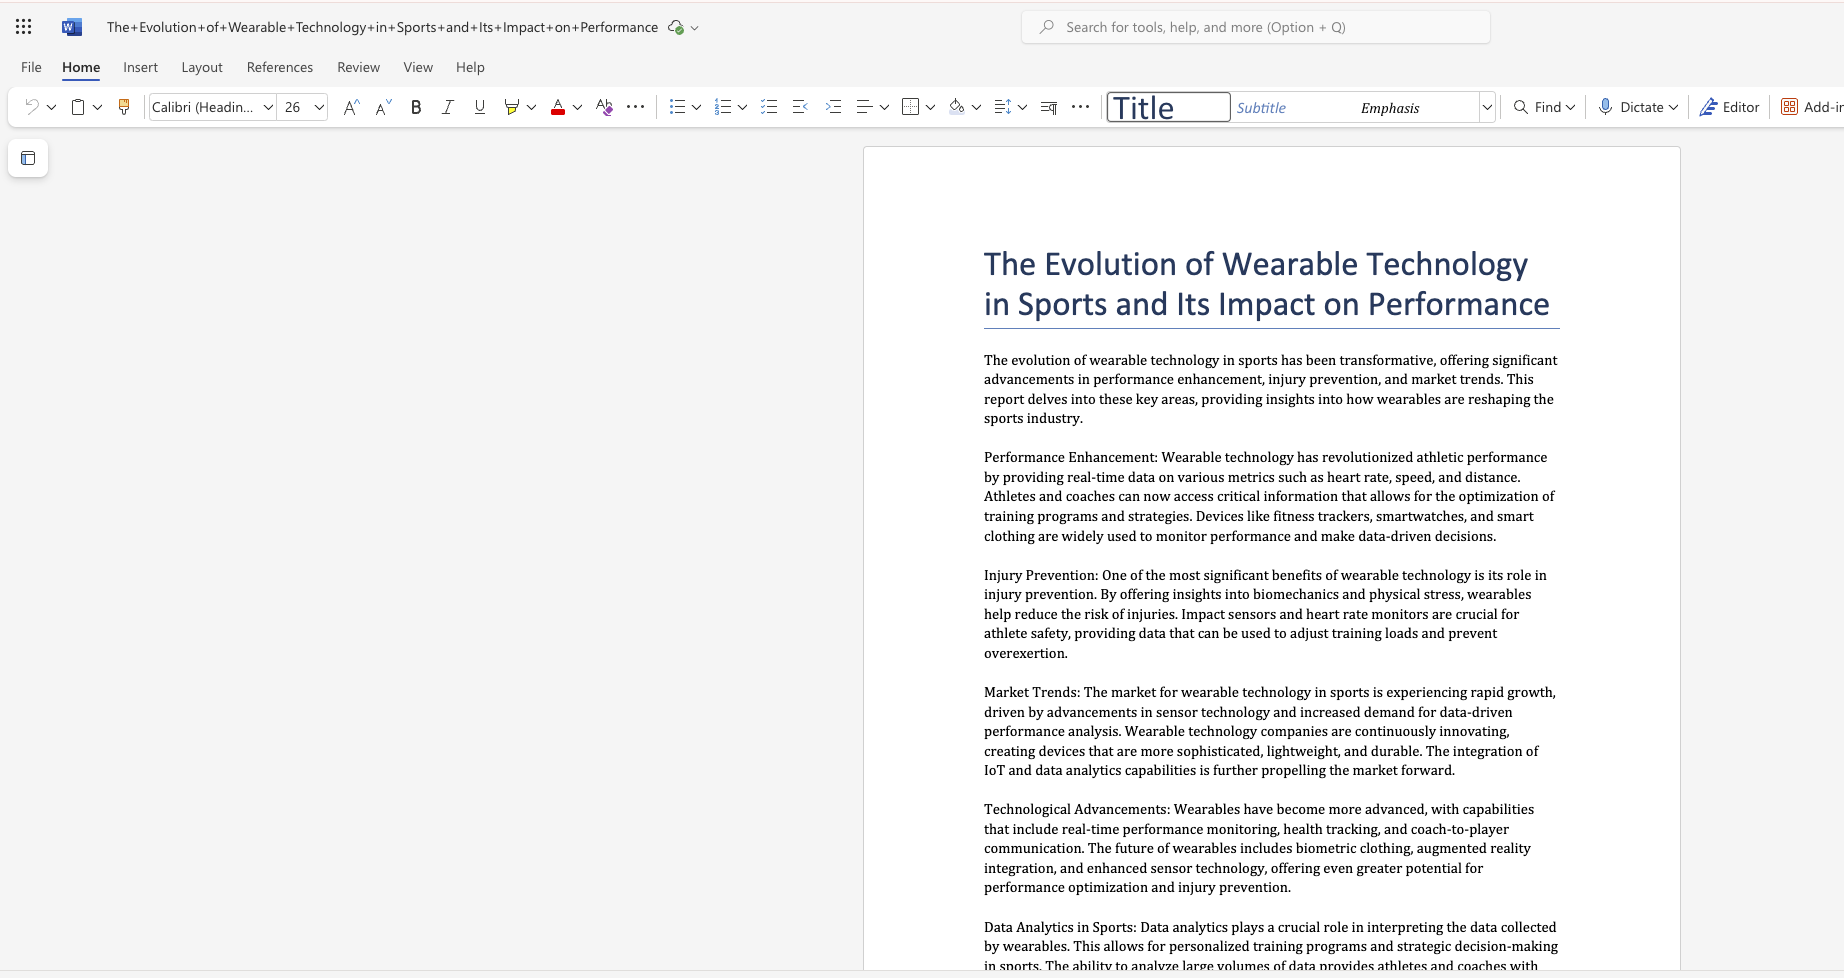 The+Evolution+of+Wearable+Technology+in+Sports+and+Its+Impact+on+Performance
Search for tools, help, and more (Option + Q)
File Home Insert Layout References Review View Help
Calibri (Headin... 26 Title Subtitle Emphasis Find Dictate Editor Add-in
The Evolution of Wearable Technology
in Sports and Its Impact on Performance
The evolution of wearable technology in sports has been transformative, offering significant
advancements in performance enhancement, injury prevention, and market trends. This
report delves into these key areas, providing insights into how wearables are reshaping the
sports industry.
Performance Enhancement: Wearable technology has revolutionized athletic performance
by providing real-time data on various metrics such as heart rate, speed, and distance.
Athletes and coaches can now access critical information that allows for the optimization of
training programs and strategies. Devices like fitness trackers, smartwatches, and smart
clothing are widely used to monitor performance and make data-driven decisions.
Injury Prevention: One of the most significant benefits of wearable technology is its role in
injury prevention. By offering insights into biomechanics and physical stress, wearables
help reduce the risk of injuries. Impact sensors and heart rate monitors are crucial for
athlete safety, providing data that can be used to adjust training loads and prevent
overexertion.
Market Trends: The market for wearable technology in sports is experiencing rapid growth,
driven by advancements in sensor technology and increased demand for data-driven
performance analysis. Wearable technology companies are continuously innovating,
creating devices that are more sophisticated, lightweight, and durable. The integration of
IoT and data analytics capabilities is further propelling the market forward.
Technological Advancements: Wearables have become more advanced, with capabilities
that include real-time performance monitoring, health tracking, and coach-to-player
communication. The future of wearables includes biometric clothing, augmented reality
integration, and enhanced sensor technology, offering even greater potential for
performance optimization and injury prevention.
Data Analytics in Sports: Data analytics plays a crucial role in interpreting the data collected
by wearables. This allows for personalized training programs and strategic decision-making
in sports. The ability to analyze large volumes of data provides athletes and coaches with